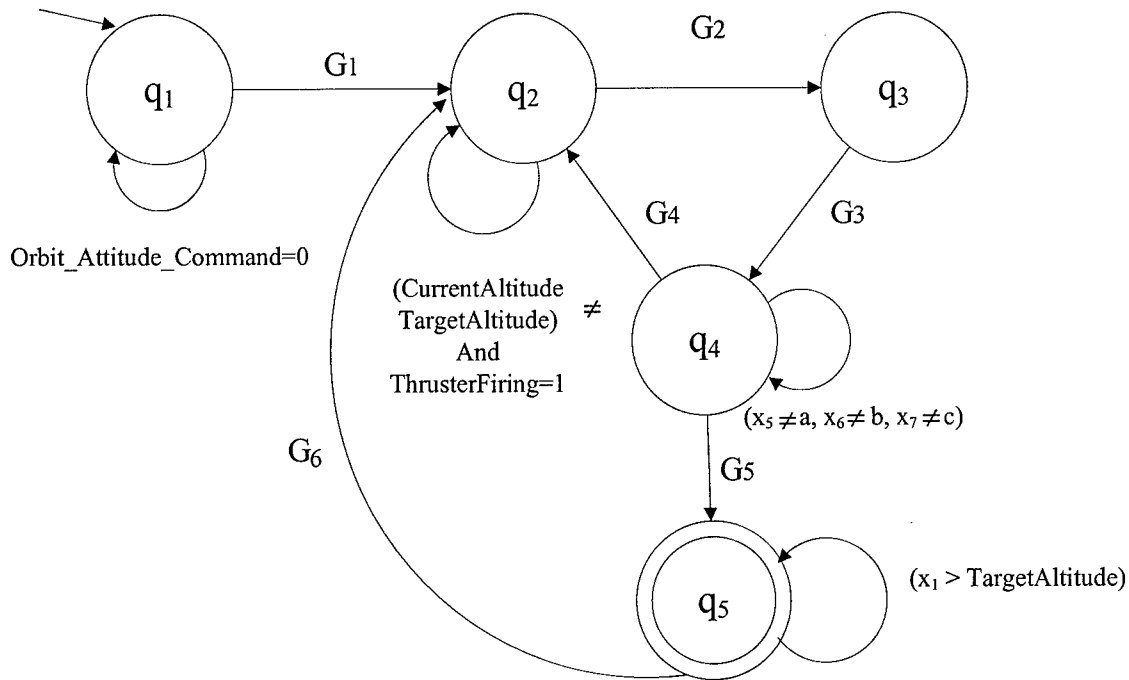 G2
G1
q1
q2
q3
G4
G3
Orbit_Attitude_Command=0
(CurrentAltitude ≠
TargetAltitude)
And
ThrusterFiring=1
q4
(x5 ≠ a, x6 ≠ b, x7 ≠ c)
G6
G5
(x1 > TargetAltitude)
q5